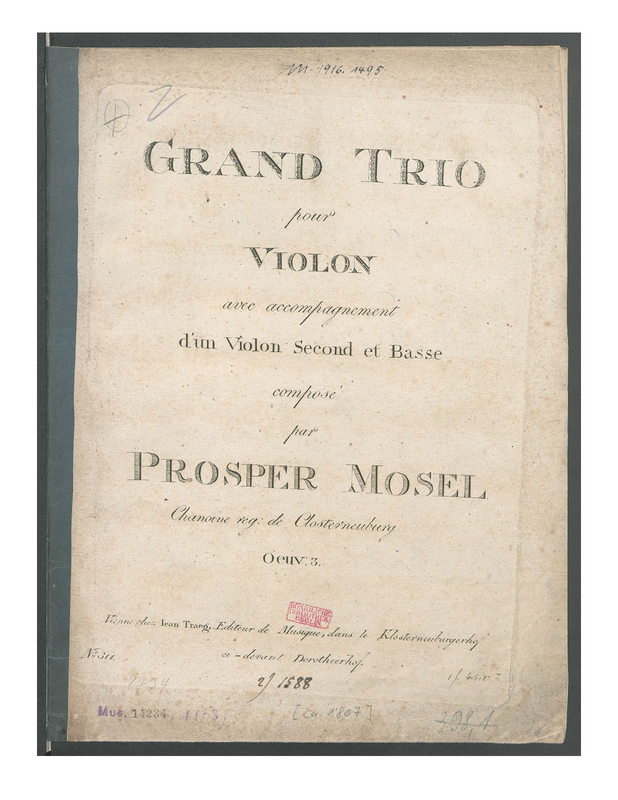 M. 1916. 1495
GRAND TRIO
pour
VIOLON
avec accompagnement
d'un Violon Second et Basse
composé
par
PROSPER MOSEL
Chanoine reg: de Closterneuburg
Oeuv: 3.
Vienne chez Iean Traeg, Editeur de Musique, dans le Klosterneuburgerhof
No: 311.
ci-devant Dorotheerhof.
2) 1588
Mus. 14234
[ca. 1807]